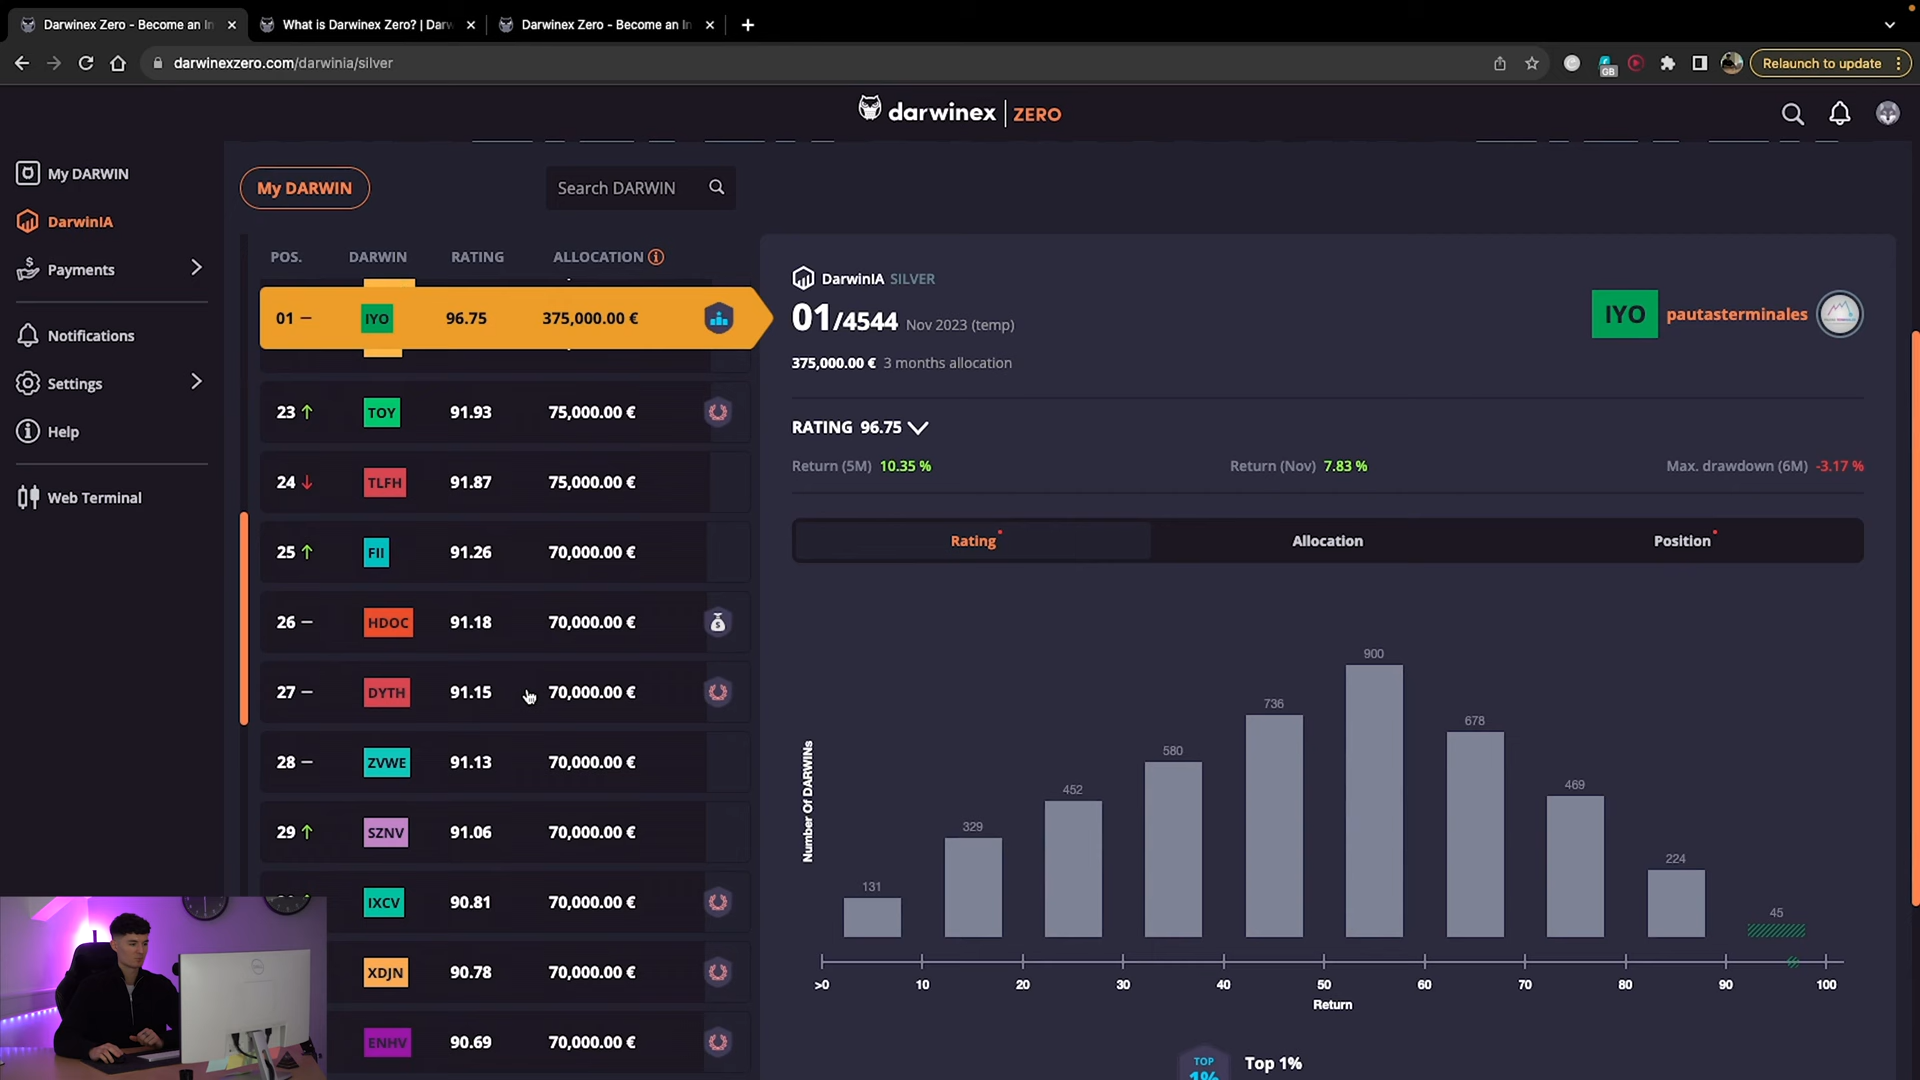 Darwinex Zero - Become an In
What is Darwinex Zero? | Darw
Darwinex Zero - Become an In
darwinexzero.com/darwinia/silver
GB
Relaunch to update
darwinex | ZERO
My DARWIN
DarwinIA
Payments
Notifications
Settings
Help
Web Terminal
My DARWIN
Search DARWIN
POS. DARWIN RATING ALLOCATION
01 – IYO 96.75 375,000.00 €
23 ↑ TOY 91.93 75,000.00 €
24 ↓ TLFH 91.87 75,000.00 €
25 ↑ FII 91.26 70,000.00 €
26 – HDOC 91.18 70,000.00 €
27 – DYTH 91.15 70,000.00 €
28 – ZVWE 91.13 70,000.00 €
29 ↑ SZNV 91.06 70,000.00 €
IXCV 90.81 70,000.00 €
XDJN 90.78 70,000.00 €
ENHV 90.69 70,000.00 €
DarwinIA SILVER
01/4544 Nov 2023 (temp)
375,000.00 € 3 months allocation
IYO pautasterminales
RATING 96.75
Return (5M) 10.35 % Return (Nov) 7.83 % Max. drawdown (6M) -3.17 %
Rating Allocation Position
Number Of DARWINs
131 329 452 580 736 900 678 469 224 45
>0 10 20 30 40 50 60 70 80 90 100
Return
TOP
1%
Top 1%